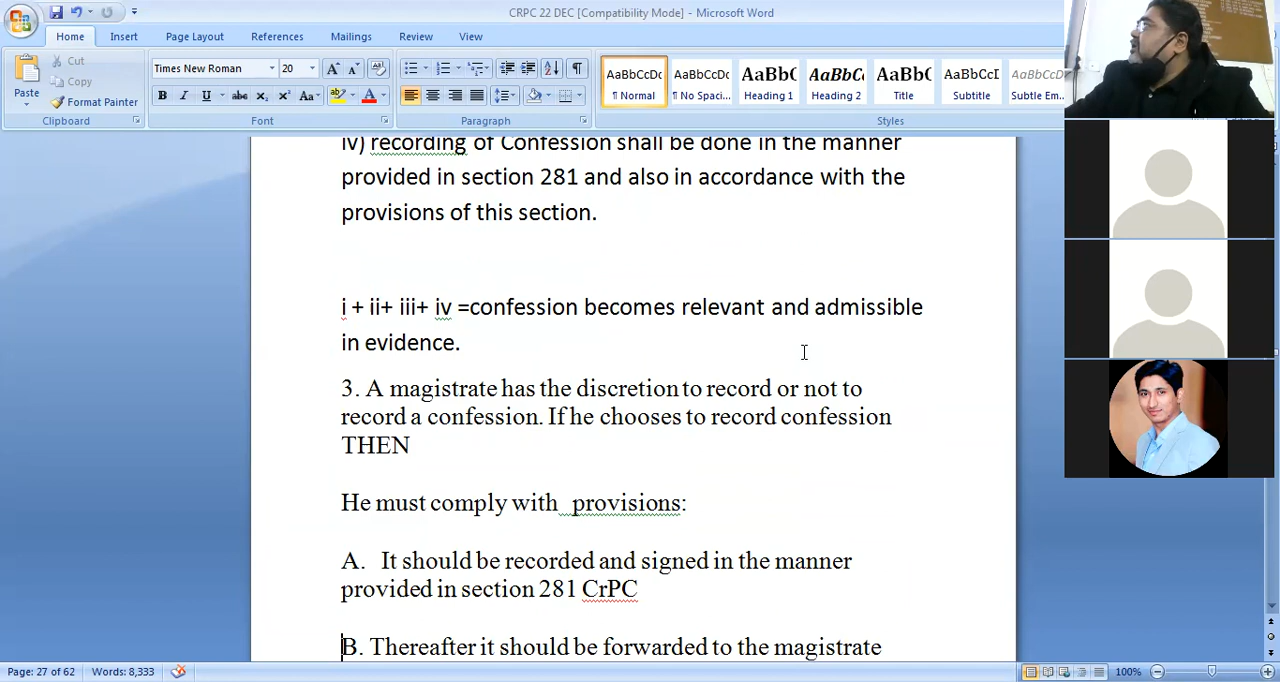 CRPC 22 DEC [Compatibility Mode] - Microsoft Word
Home Insert Page Layout References Mailings Review View
Paste
Cut
Copy
Format Painter
Clipboard
Times New Roman 20
Font
Paragraph
AaBbCcDc AaBbCcDc AaBbC AaBbCc AaBbC AaBbCcI AaBbCcDc
¶ Normal ¶ No Spaci... Heading 1 Heading 2 Title Subtitle Subtle Em...
Styles
iv) recording of Confession shall be done in the manner
provided in section 281 and also in accordance with the
provisions of this section.
i + ii+ iii+ iv =confession becomes relevant and admissible
in evidence.
3. A magistrate has the discretion to record or not to
record a confession. If he chooses to record confession
THEN
He must comply with provisions:
A. It should be recorded and signed in the manner
provided in section 281 CrPC
B. Thereafter it should be forwarded to the magistrate
Page: 27 of 62 Words: 8,333 100%